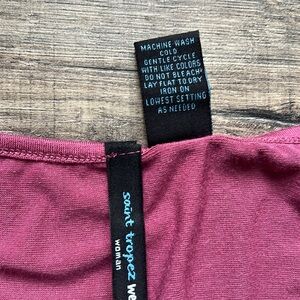 MACHINE WASH
COLD
GENTLE CYCLE
WITH LIKE COLORS
DO NOT BLEACH
LAY FLAT TO DRY
IRON ON
LOWEST SETTING
AS NEEDED
saint tropez we
woman